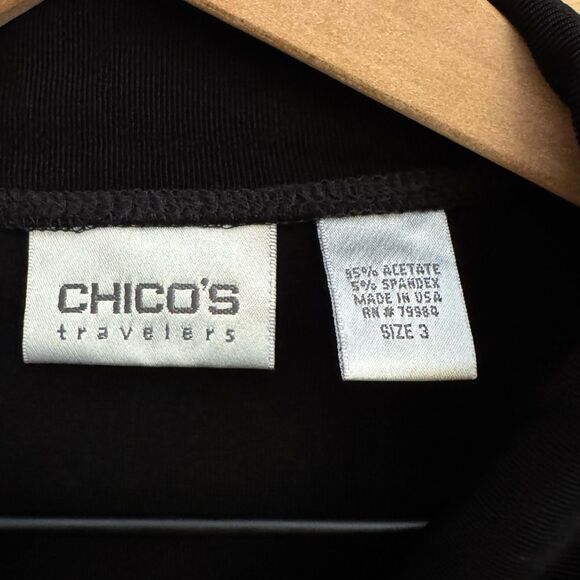 CHICO'S
travelers
95% ACETATE
5% SPANDEX
MADE IN USA
RN # 79984
SIZE 3